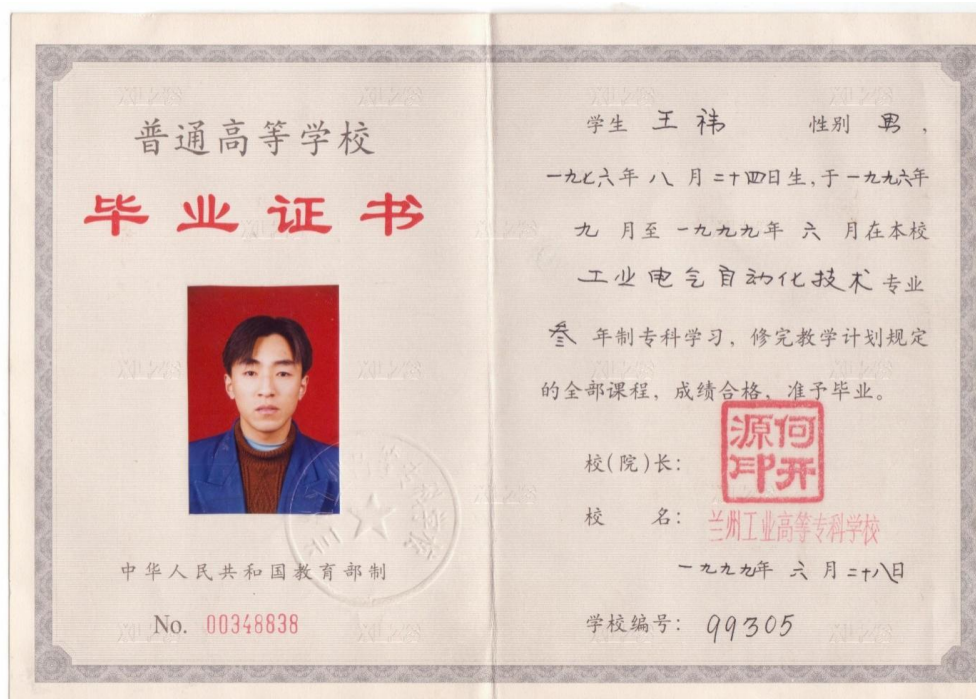 普通高等学校
毕业证书
中华人民共和国教育部制
No. 00348838
学生 王祎 性别 男，
一九七六年八月二十四日生，于一九九六年
九月至一九九九年六月在本校
工业电气自动化技术专业
叁年制专科学习，修完教学计划规定
的全部课程，成绩合格，准予毕业。
何开源印
校(院)长：
校 名：兰州工业高等专科学校
一九九九年六月二十八日
学校编号：99305